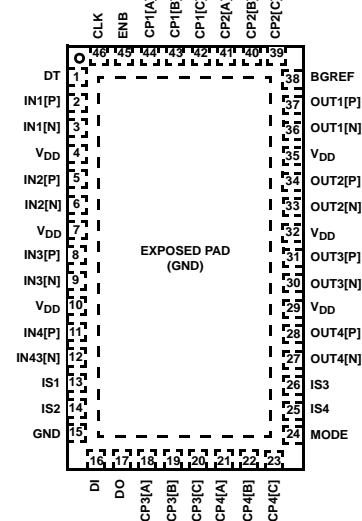 CLK
ENB
CP1[A]
CP1[B]
CP1[C]
CP2[A]
CP2[B]
CP2[C]
46 45 44 43 42 41 40 39
DT 1
IN1[P] 2
IN1[N] 3
VDD 4
IN2[P] 5
IN2[N] 6
VDD 7
IN3[P] 8
IN3[N] 9
VDD 10
IN4[P] 11
IN43[N] 12
IS1 13
IS2 14
GND 15
EXPOSED PAD
(GND)
38 BGREF
37 OUT1[P]
36 OUT1[N]
35 VDD
34 OUT2[P]
33 OUT2[N]
32 VDD
31 OUT3[P]
30 OUT3[N]
29 VDD
28 OUT4[P]
27 OUT4[N]
26 IS3
25 IS4
24 MODE
16 17 18 19 20 21 22 23
DI
DO
CP3[A]
CP3[B]
CP3[C]
CP4[A]
CP4[B]
CP4[C]